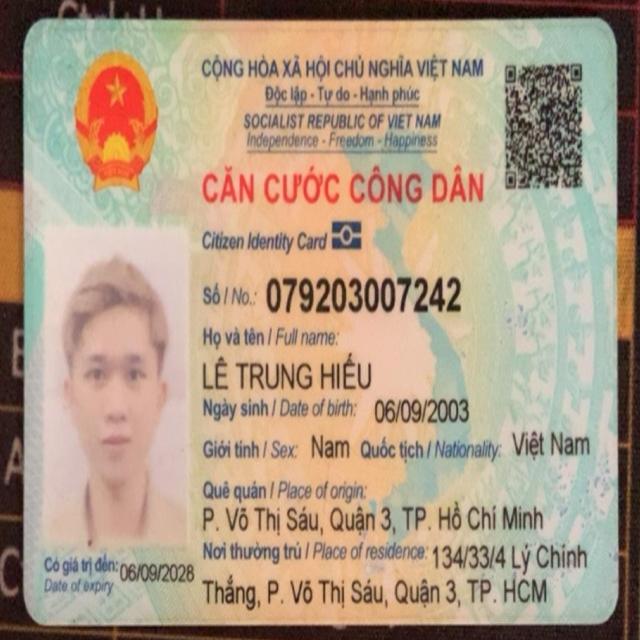 CỘNG HÒA XÃ HỘI CHỦ NGHĨA VIỆT NAM
Độc lập - Tự do - Hạnh phúc
SOCIALIST REPUBLIC OF VIET NAM
Independence - Freedom - Happiness
CĂN CƯỚC CÔNG DÂN
Citizen Identity Card
Số / No.: 079203007242
Họ và tên / Full name:
LÊ TRUNG HIẾU
Ngày sinh / Date of birth: 06/09/2003
Giới tính / Sex: Nam Quốc tịch / Nationality: Việt Nam
Quê quán / Place of origin:
P. Võ Thị Sáu, Quận 3, TP. Hồ Chí Minh
Nơi thường trú / Place of residence: 134/33/4 Lý Chính
Thắng, P. Võ Thị Sáu, Quận 3, TP. HCM
Có giá trị đến: 06/09/2028
Date of expiry